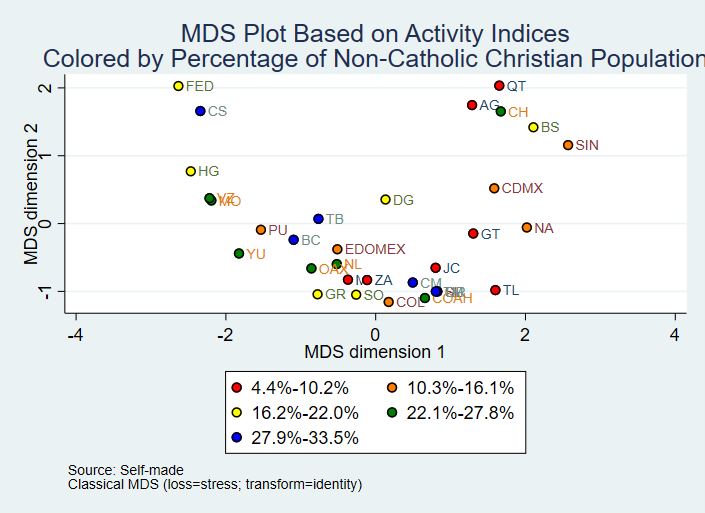 MDS Plot Based on Activity Indices
Colored by Percentage of Non-Catholic Christian Population
MDS dimension 2
2
1
0
-1
FED
QT
CS
AG
CH
BS
SIN
HG
CDMX
MO
DG
PU
TB
NA
BC
GT
YU
EDOMEX
OAX
NL
JC
ZA
CM
GR
SO
COL
COAH
TL
-4
-2
0
2
4
MDS dimension 1
4.4%-10.2% 10.3%-16.1%
16.2%-22.0% 22.1%-27.8%
27.9%-33.5%
Source: Self-made
Classical MDS (loss=stress; transform=identity)